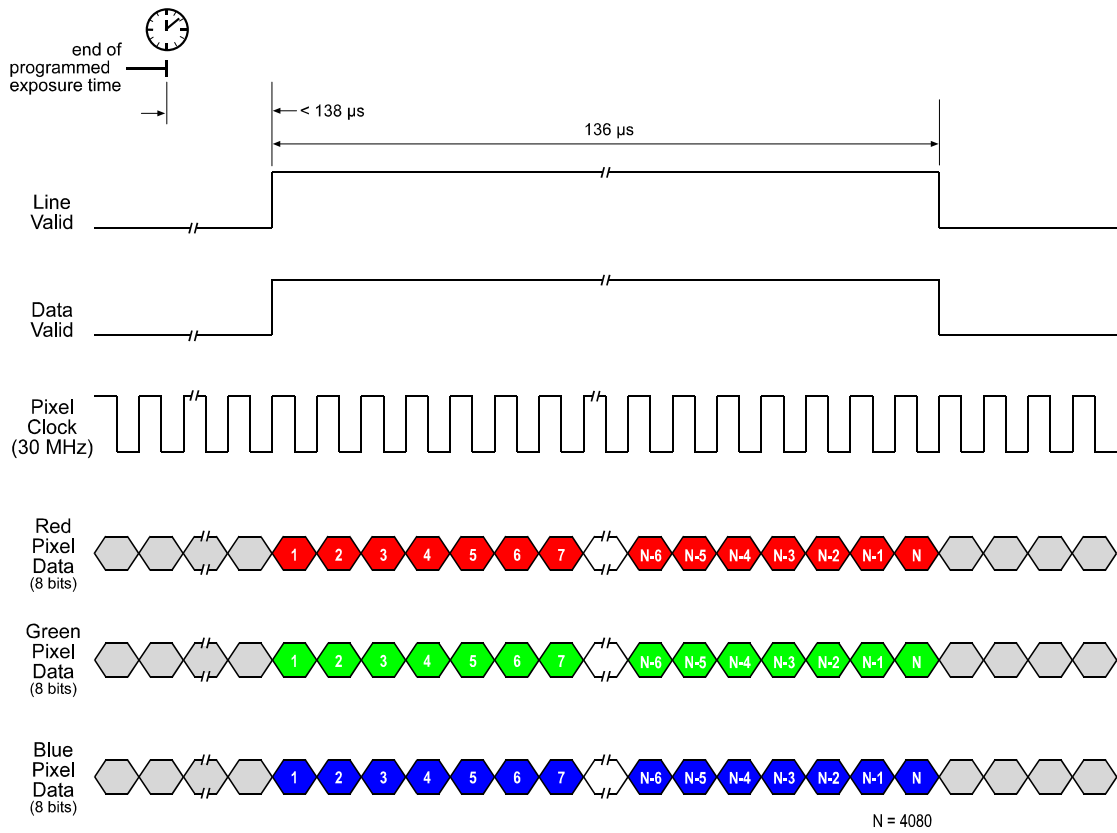 end of
programmed
exposure time
< 138 µs
136 µs
Line
Valid
Data
Valid
Pixel
Clock
(30 MHz)
Red
Pixel
Data
(8 bits)
1 2 3 4 5 6 7 N-6 N-5 N-4 N-3 N-2 N-1 N
Green
Pixel
Data
(8 bits)
1 2 3 4 5 6 7 N-6 N-5 N-4 N-3 N-2 N-1 N
Blue
Pixel
Data
(8 bits)
1 2 3 4 5 6 7 N-6 N-5 N-4 N-3 N-2 N-1 N
N = 4080